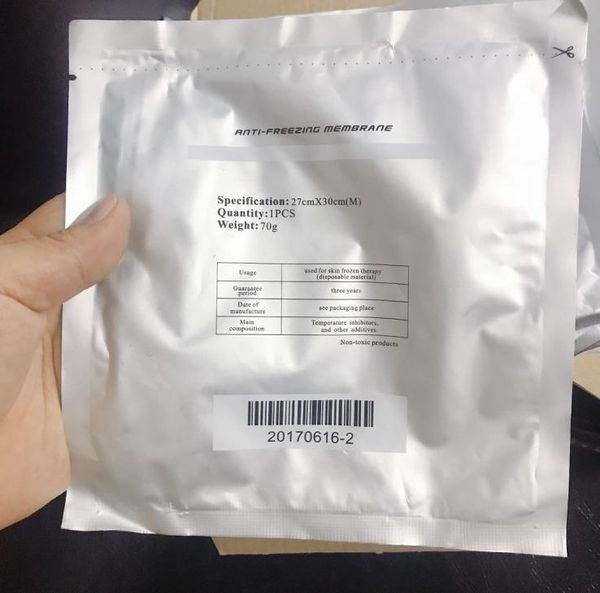 ANTI-FREEZING MEMBRANE
Specification: 27cmX30cm(M)
Quantity:1PCS
Weight: 70g
Usage
used for skin frozen therapy
(disposable material)
Guarantee
period
three years
Date of
manufacture
see packaging place
Main
composition
Temperature inhibitors,
and other additives.
Non-toxic products
20170616-2